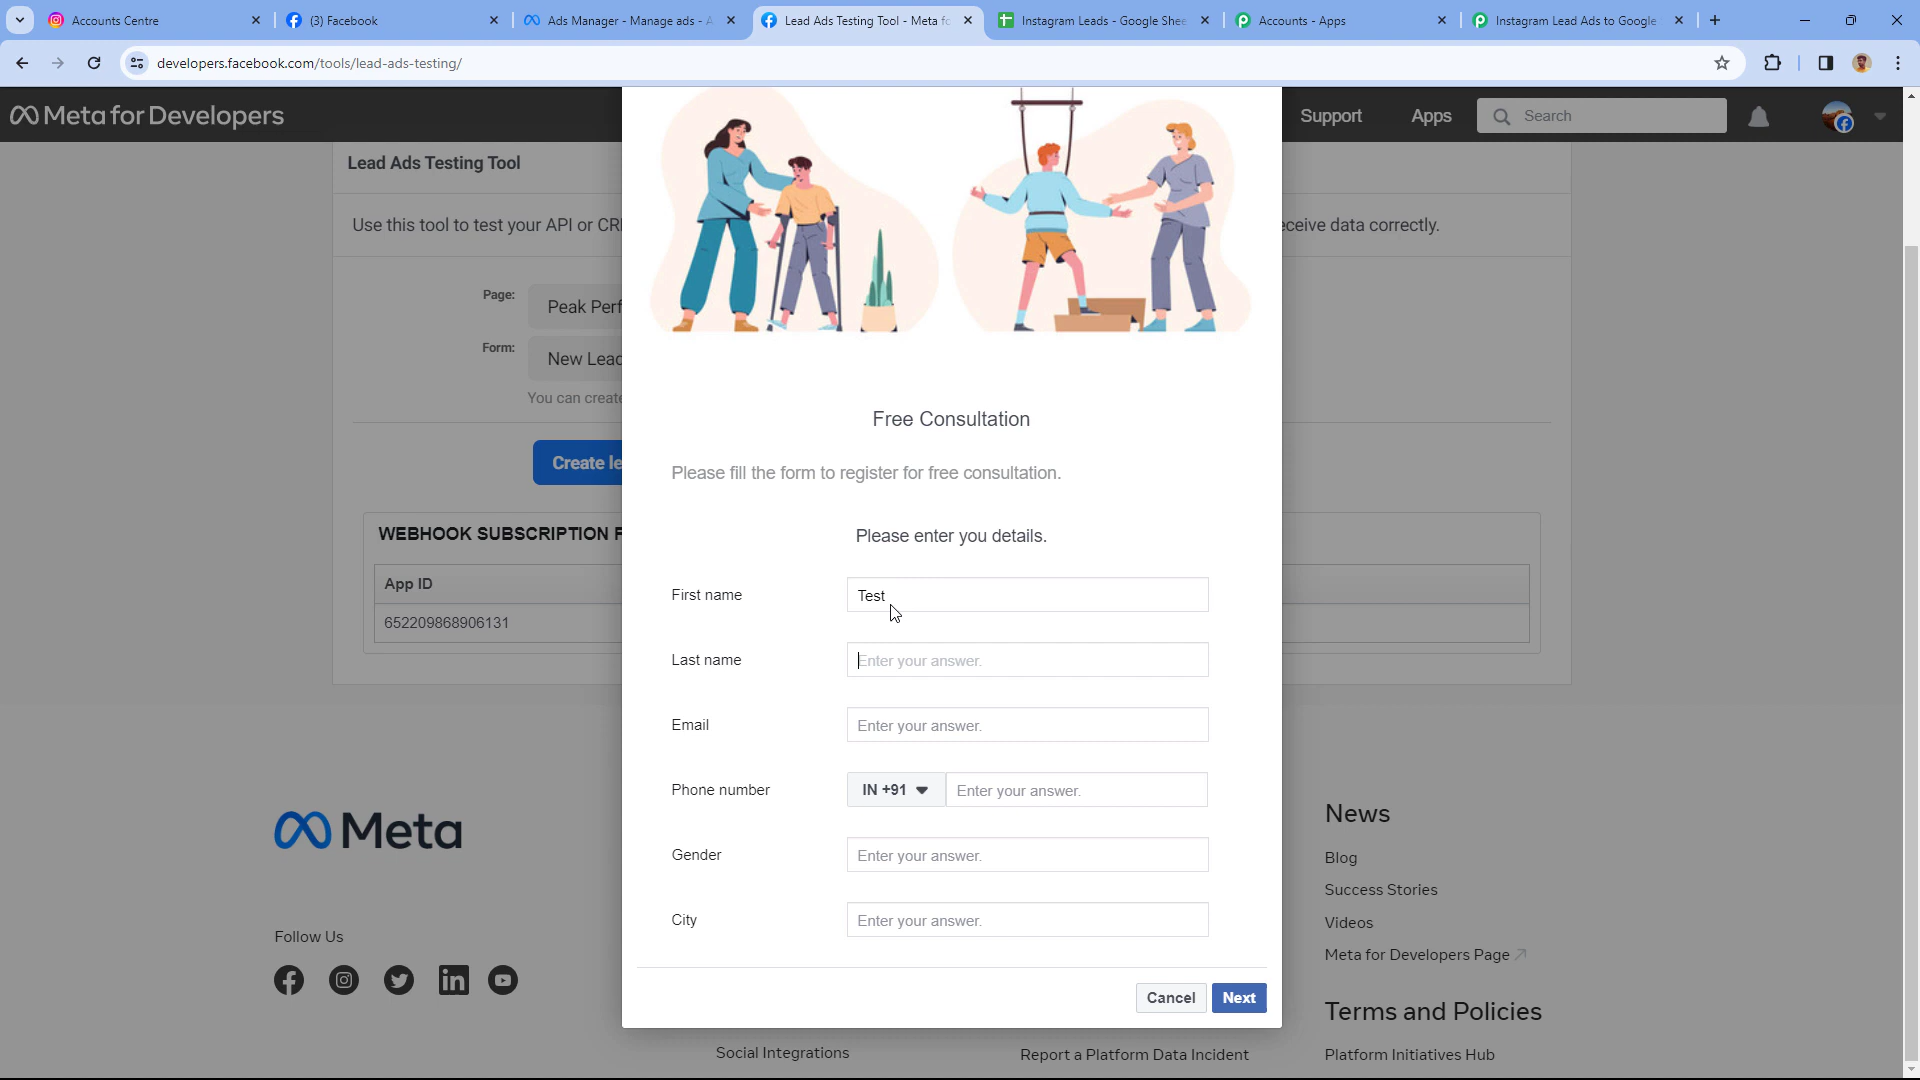 Accounts Centre
(3) Facebook
Ads Manager - Manage ads - A
Lead Ads Testing Tool - Meta fo
Instagram Leads - Google Shee
Accounts - Apps
Instagram Lead Ads to Google
developers.facebook.com/tools/lead-ads-testing/
Meta for Developers
Support
Apps
Search
Lead Ads Testing Tool
Use this tool to test your API or CR
eceive data correctly.
Page:
Peak Perf
Form:
New Lead
You can create
Create le
WEBHOOK SUBSCRIPTION F
App ID
652209868906131
Free Consultation
Please fill the form to register for free consultation.
Please enter you details.
First name
Test
Last name
Enter your answer.
Email
Enter your answer.
Phone number
IN +91
Enter your answer.
Gender
Enter your answer.
City
Enter your answer.
Cancel
Next
Meta
Follow Us
Social Integrations
Report a Platform Data Incident
News
Blog
Success Stories
Videos
Meta for Developers Page
Terms and Policies
Platform Initiatives Hub